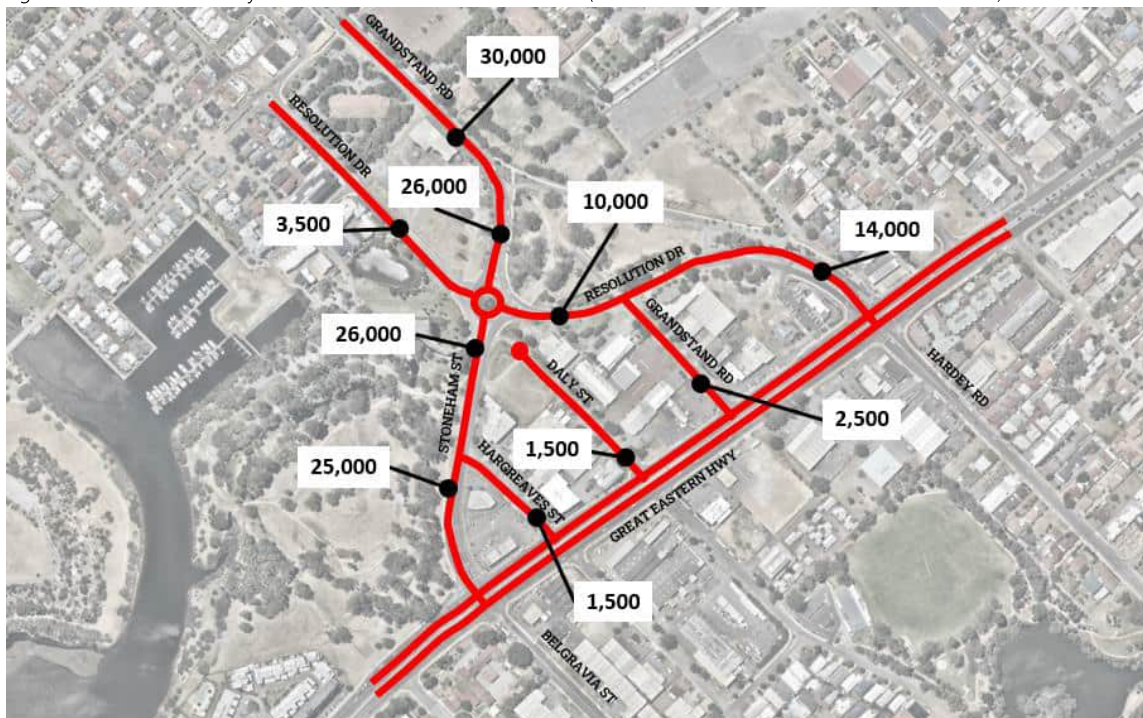 GRANDSTAND RD
30,000
RESOLUTION DR
26,000
3,500
10,000
14,000
RESOLUTION DR
26,000
GRANDSTAND RD
HARDEY RD
DALY ST
STONEHAM ST
2,500
1,500
25,000
HARGREAVES ST
GREAT EASTERN HWY
1,500
BELGRAVIA ST